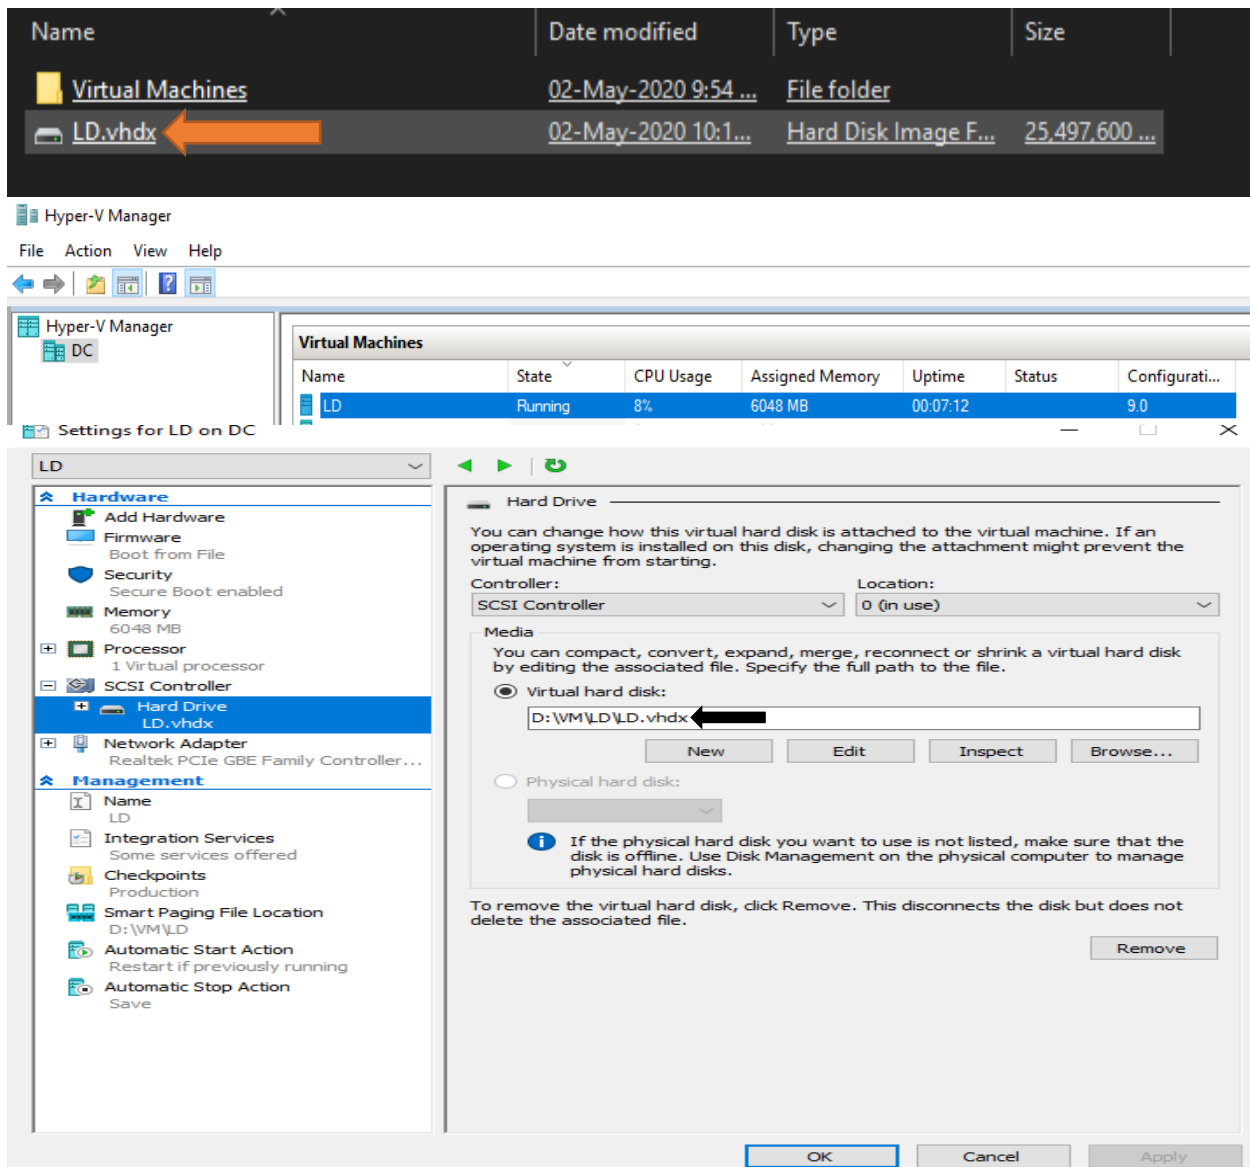 Name Date modified Type Size
Virtual Machines 02-May-2020 9:54 ... File folder
LD.vhdx 02-May-2020 10:1... Hard Disk Image F... 25,497,600 ...
Hyper-V Manager
File Action View Help
Hyper-V Manager
DC
Virtual Machines
Name State CPU Usage Assigned Memory Uptime Status Configurati...
LD Running 8% 6048 MB 00:07:12 9.0
Settings for LD on DC
LD
Hardware
Add Hardware
Firmware
Boot from File
Security
Secure Boot enabled
Memory
6048 MB
Processor
1 Virtual processor
SCSI Controller
Hard Drive
LD.vhdx
Network Adapter
Realtek PCIe GBE Family Controller...
Management
Name
LD
Integration Services
Some services offered
Checkpoints
Production
Smart Paging File Location
D:\VM\LD
Automatic Start Action
Restart if previously running
Automatic Stop Action
Save
Hard Drive
You can change how this virtual hard disk is attached to the virtual machine. If an
operating system is installed on this disk, changing the attachment might prevent the
virtual machine from starting.
Controller: Location:
SCSI Controller 0 (in use)
Media
You can compact, convert, expand, merge, reconnect or shrink a virtual hard disk
by editing the associated file. Specify the full path to the file.
Virtual hard disk:
D:\VM\LD\LD.vhdx
New Edit Inspect Browse...
Physical hard disk:
If the physical hard disk you want to use is not listed, make sure that the
disk is offline. Use Disk Management on the physical computer to manage
physical hard disks.
To remove the virtual hard disk, click Remove. This disconnects the disk but does not
delete the associated file.
Remove
OK Cancel Apply